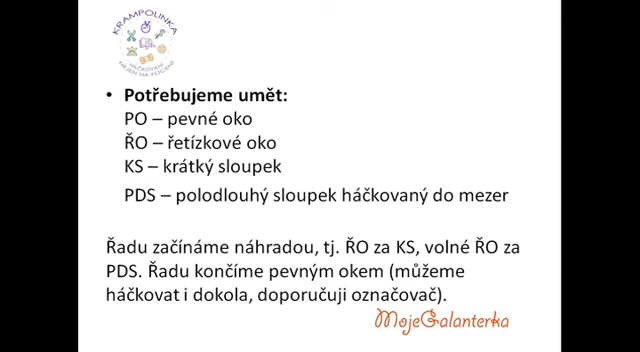 KRAMPOLINKA
HÁČKOVÁNÍ
NEJEN NA FOCENÍ
• Potřebujeme umět:
PO – pevné oko
ŘO – řetízkové oko
KS – krátký sloupek
PDS – polodlouhý sloupek háčkovaný do mezer
Řadu začínáme náhradou, tj. ŘO za KS, volné ŘO za
PDS. Řadu končíme pevným okem (můžeme
háčkovat i dokola, doporučuji označovač).
MojeGalanterka